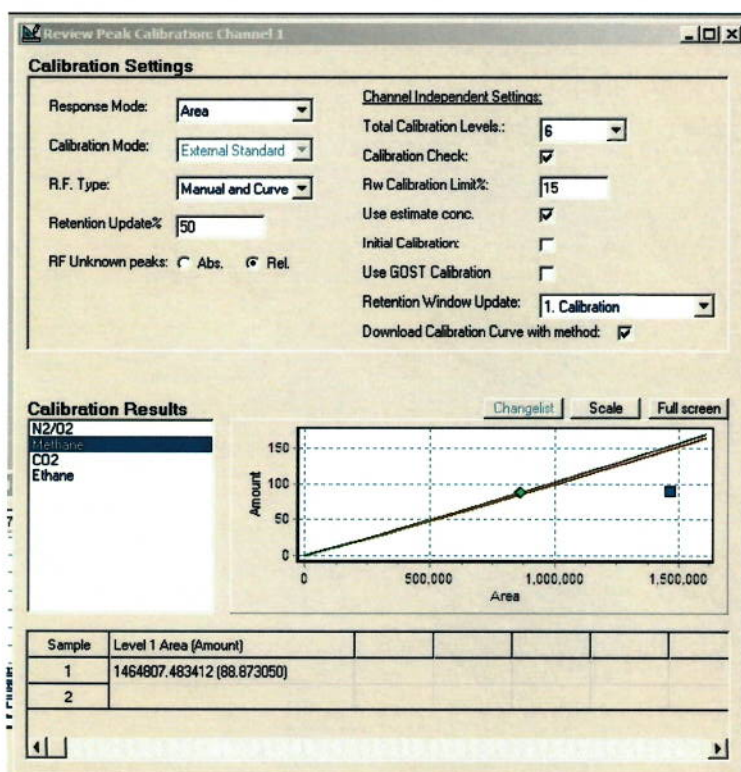 Review Peak Calibration: Channel 1
Calibration Settings
Response Mode: Area
Calibration Mode: External Standard
R.F. Type: Manual and Curve
Retention Update% 50
RF Unknown peaks: Abs. Rel.
Channel Independent Settings:
Total Calibration Levels.: 6
Calibration Check:
Rw Calibration Limit%: 15
Use estimate conc.
Initial Calibration:
Use GOST Calibration
Retention Window Update: 1. Calibration
Download Calibration Curve with method:
Calibration Results
Changelist Scale Full screen
N2/O2
Methane
CO2
Ethane
Amount
150
100
50
0
0 500,000 1,000,000 1,500,000
Area
Sample Level 1 Area (Amount)
1 1464807.483412 (88.873050)
2